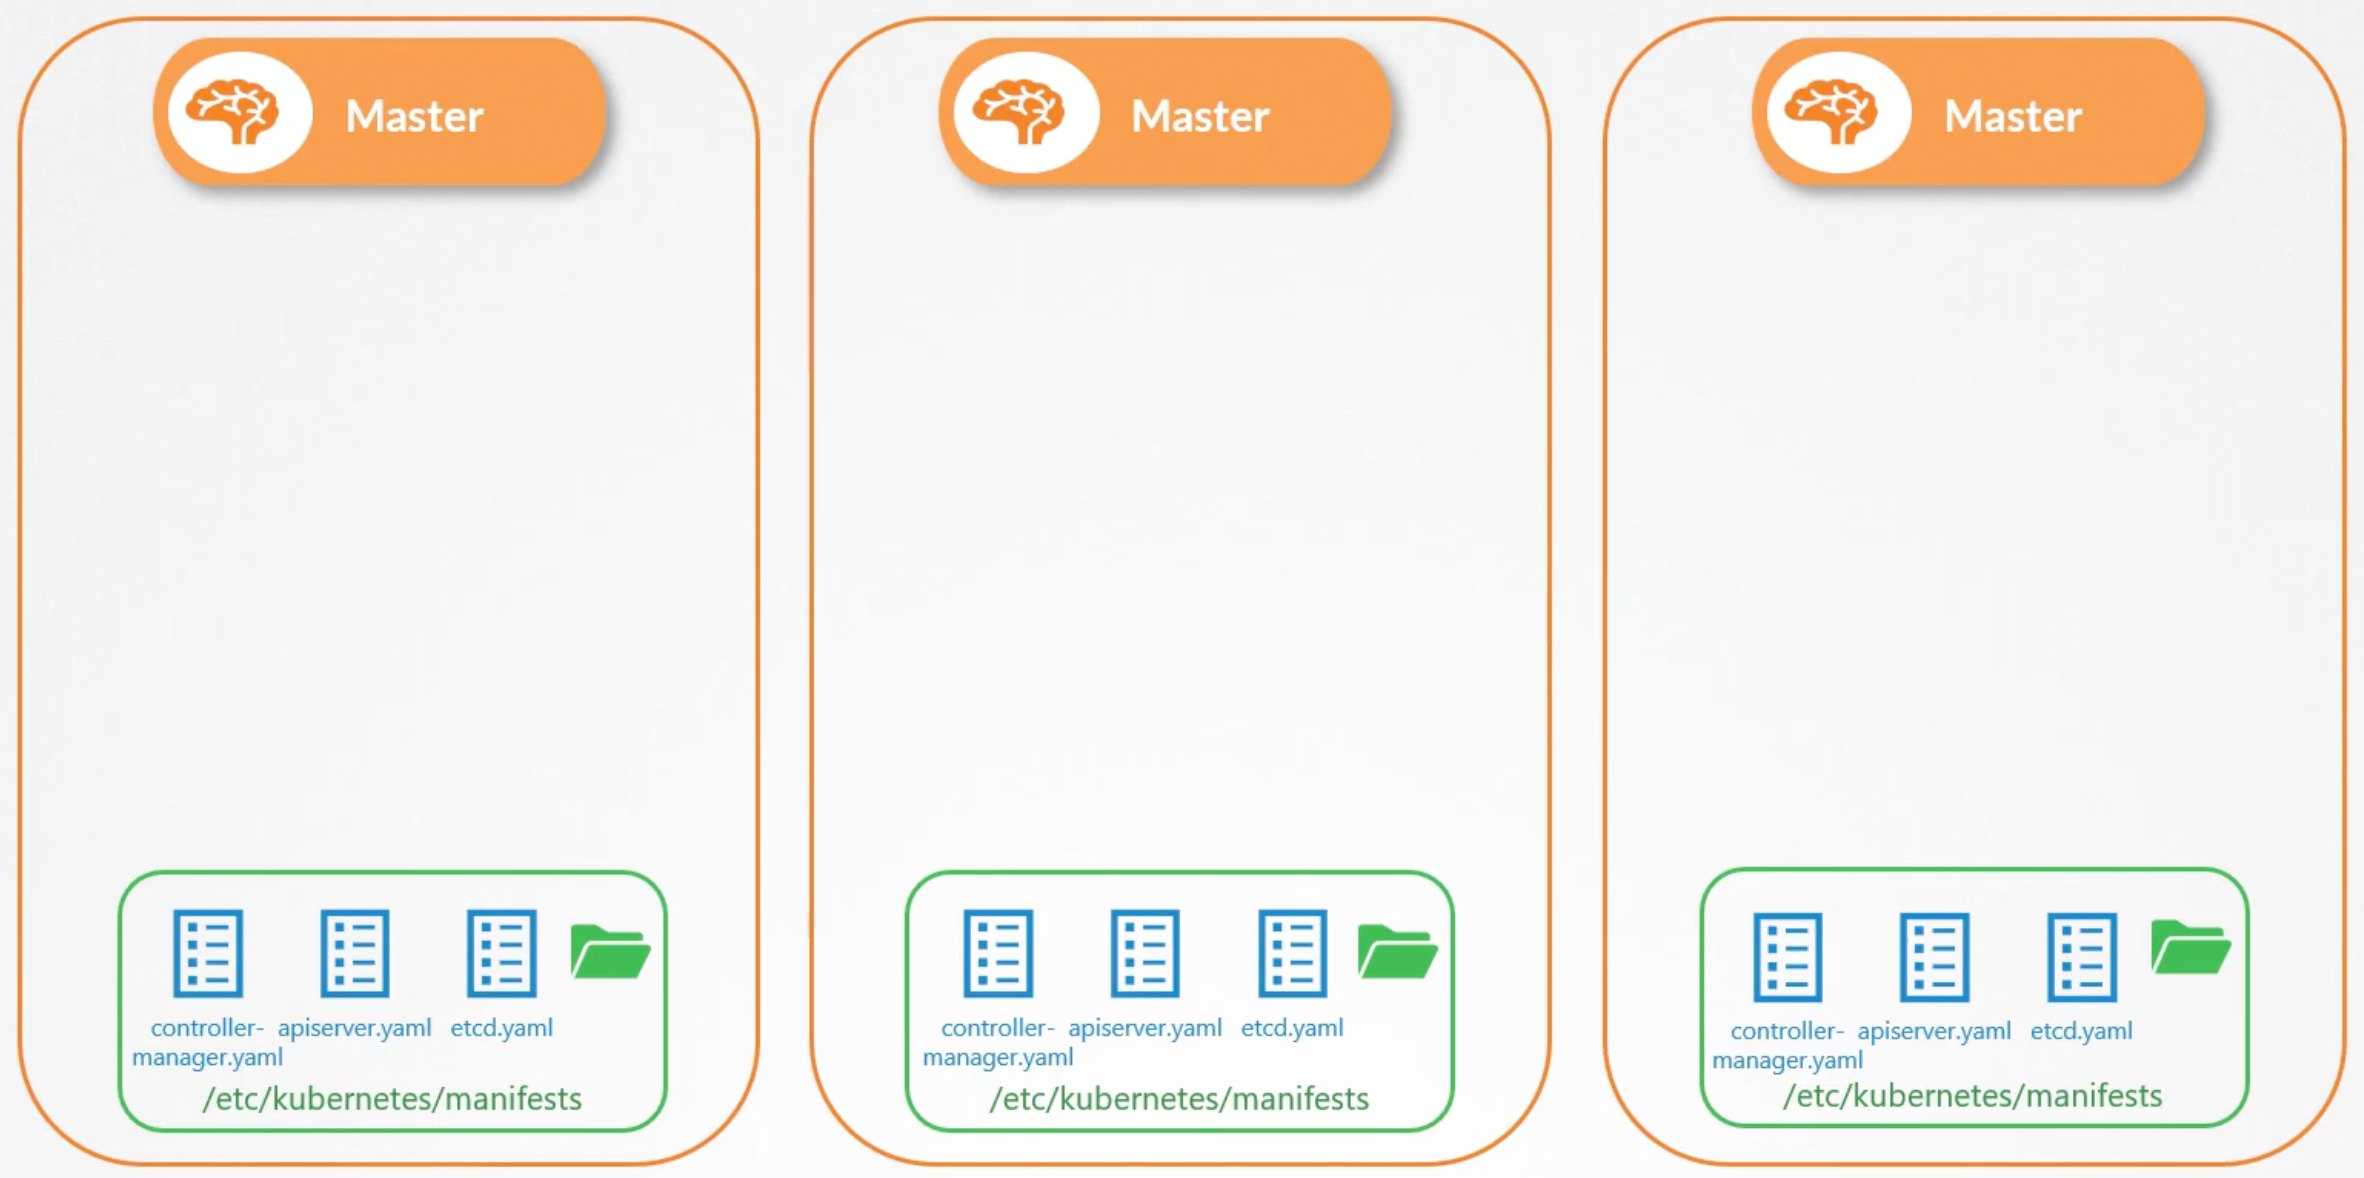 Master
controller- apiserver.yaml etcd.yaml
manager.yaml
/etc/kubernetes/manifests
Master
controller- apiserver.yaml etcd.yaml
manager.yaml
/etc/kubernetes/manifests
Master
controller- apiserver.yaml etcd.yaml
manager.yaml
/etc/kubernetes/manifests